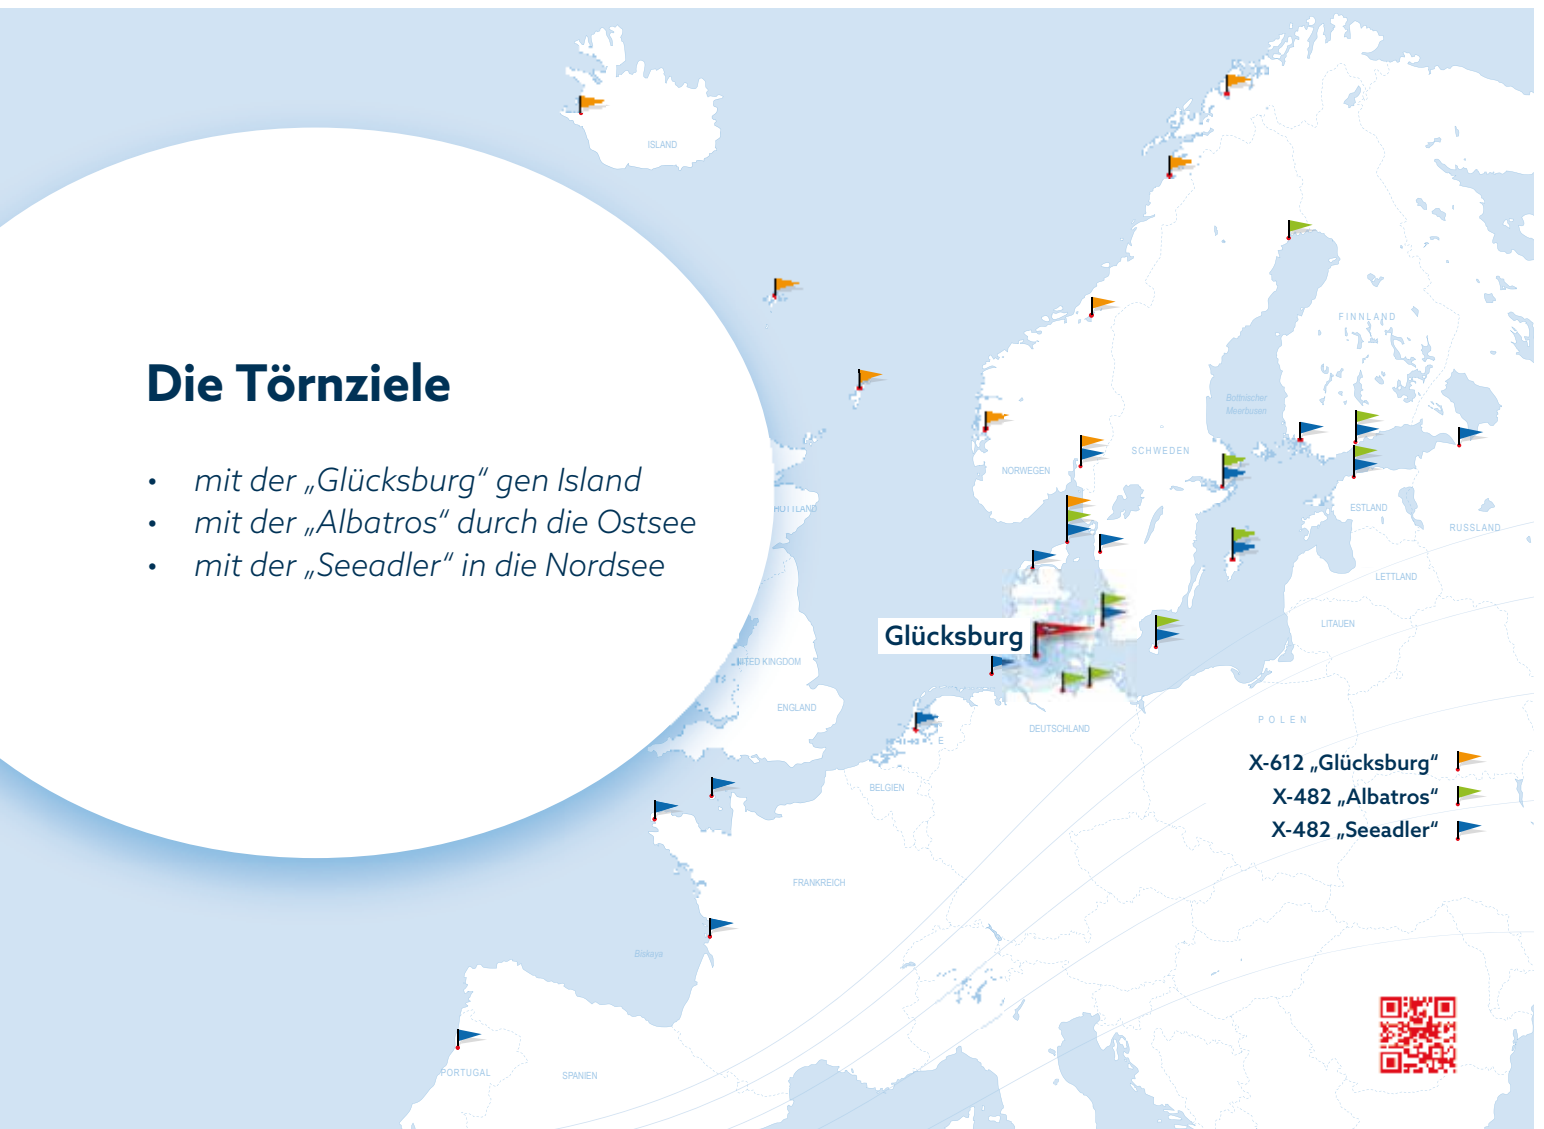 ISLAND
Die Törnziele
• mit der „Glücksburg“ gen Island
• mit der „Albatros“ durch die Ostsee
• mit der „Seeadler“ in die Nordsee
FINNLAND
Bottnischer
Meerbusen
SCHWEDEN
NORWEGEN
ESTLAND
RUSSLAND
LETTLAND
LITAUEN
Glücksburg
KINGDOM
ENGLAND
POLEN
DEUTSCHLAND
E
BELGIEN
X-612 „Glücksburg“
X-482 „Albatros“
X-482 „Seeadler“
FRANKREICH
Biskaya
PORTUGAL
SPANIEN